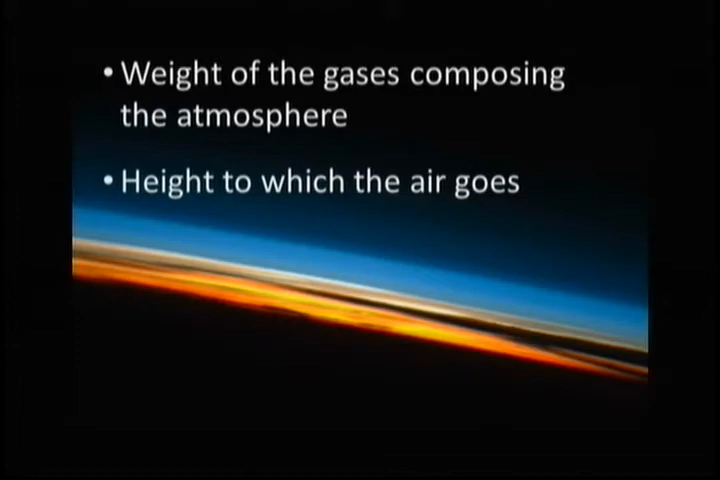 • Weight of the gases composing
the atmosphere
• Height to which the air goes